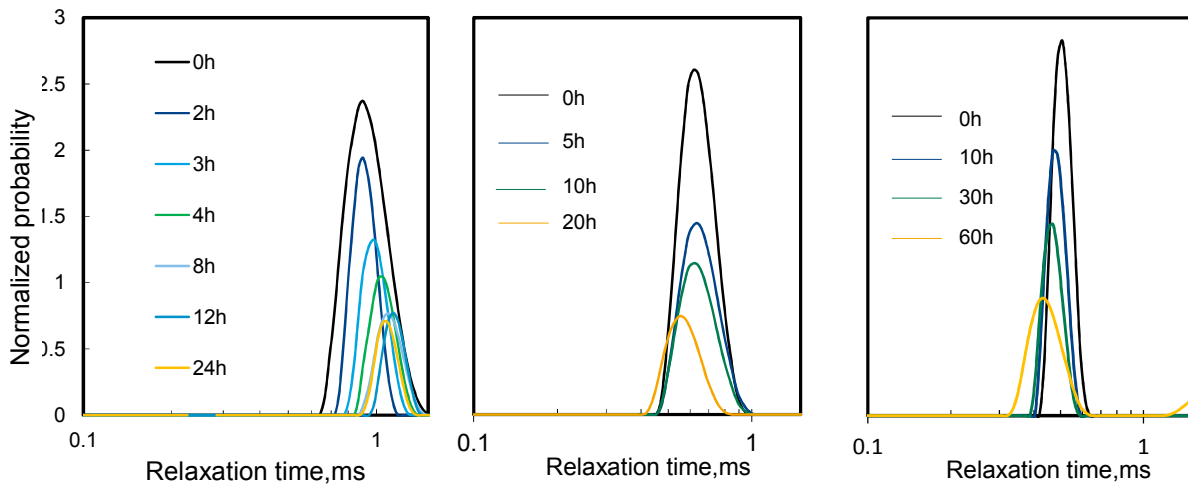 Normalized probability
3
2.5
2
1.5
1
0.5
0
0h
2h
3h
4h
8h
12h
24h
0.1
1
Relaxation time,ms
0h
5h
10h
20h
0.1
1
Relaxation time,ms
0h
10h
30h
60h
0.1
1
Relaxation time,ms